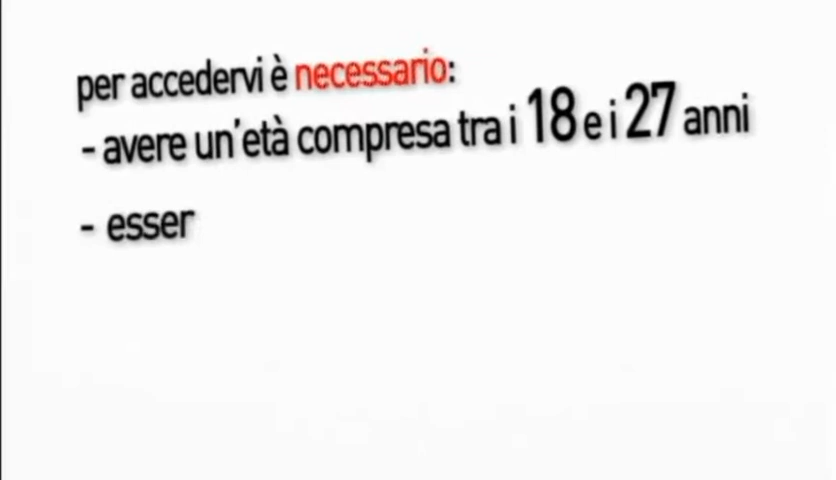 per accedervi è necessario:
- avere un'età compresa tra i 18 e i 27 anni
- esser